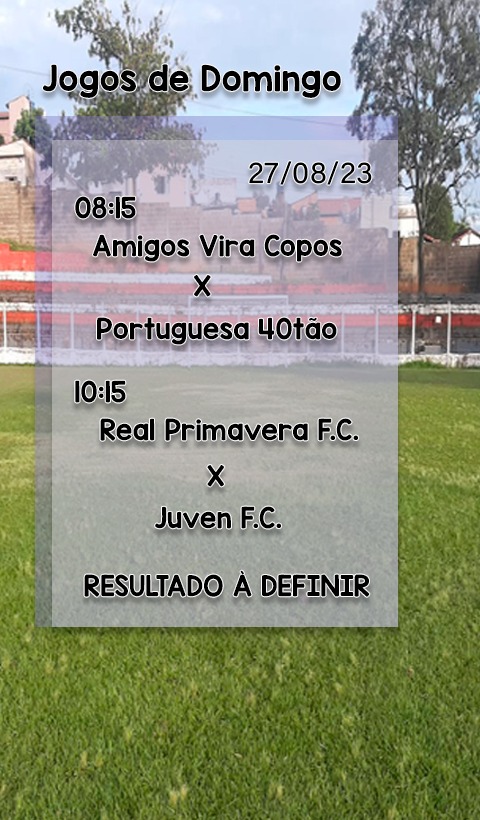 Jogos de Domingo
27/08/23
08:15
Amigos Vira Copos
X
Portuguesa 40tão
10:15
Real Primavera F.C.
X
Juven F.C.
RESULTADO À DEFINIR